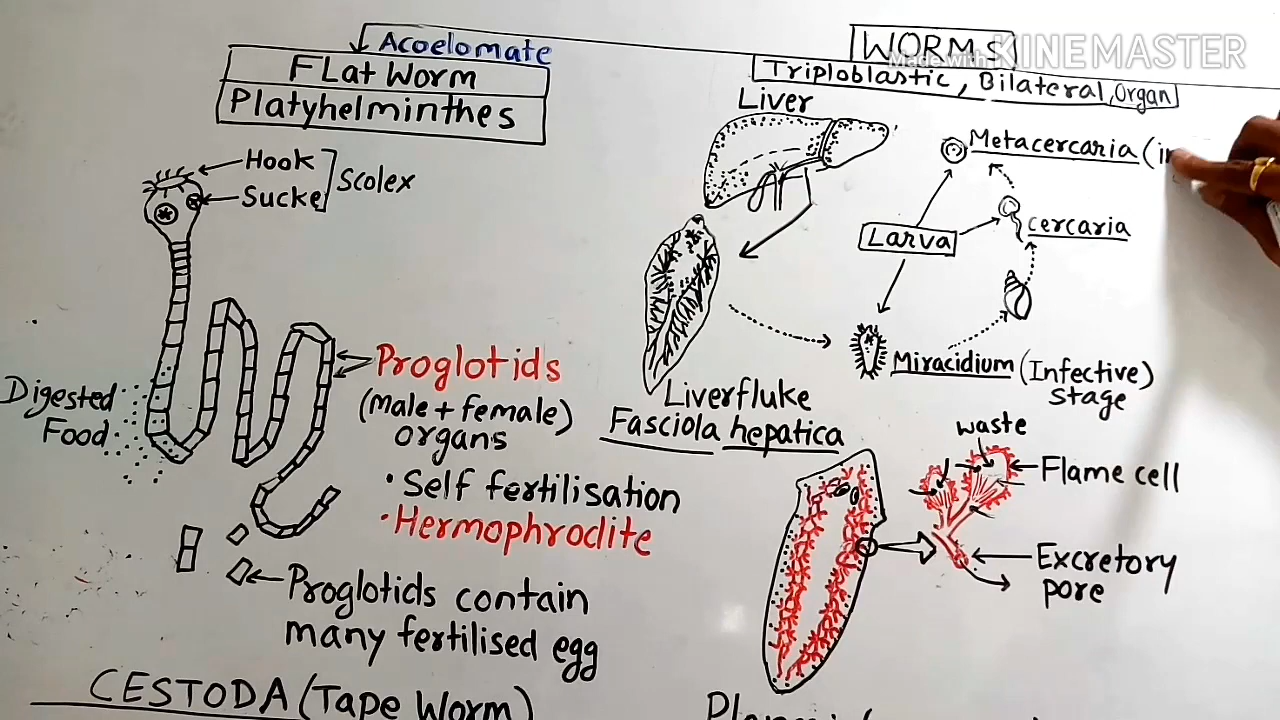 WORMS
Made with KINEMASTER
Triploblastic, Bilateral, Organ
Acoelomate
FLat Worm
Platyhelminthes
Hook
Sucke
Scolex
Digested
Food
Proglotids
(male + female)
organs
• Self fertilisation
• Hermophrodite
Proglotids contain
many fertilised egg
CESTODA (Tape Worm)
Liver
Liverfluke
Fasciola hepatica
Larva
Metacercaria (
cercaria
Miracidium (Infective)
stage
waste
Flame cell
Excretory
pore